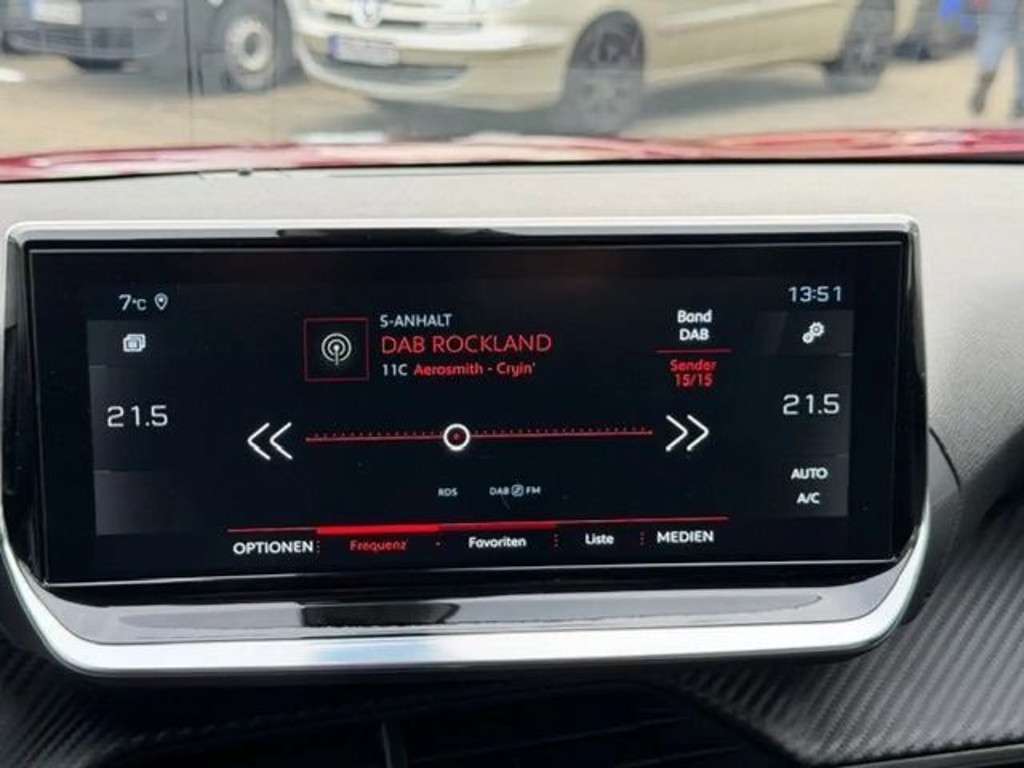 7°C
13:51
S-ANHALT
DAB ROCKLAND
11C Aerosmith - Cryin'
Band
DAB
Sender
15/15
21.5
21.5
RDS
DAB FM
AUTO
A/C
OPTIONEN
Frequenz
Favoriten
Liste
MEDIEN